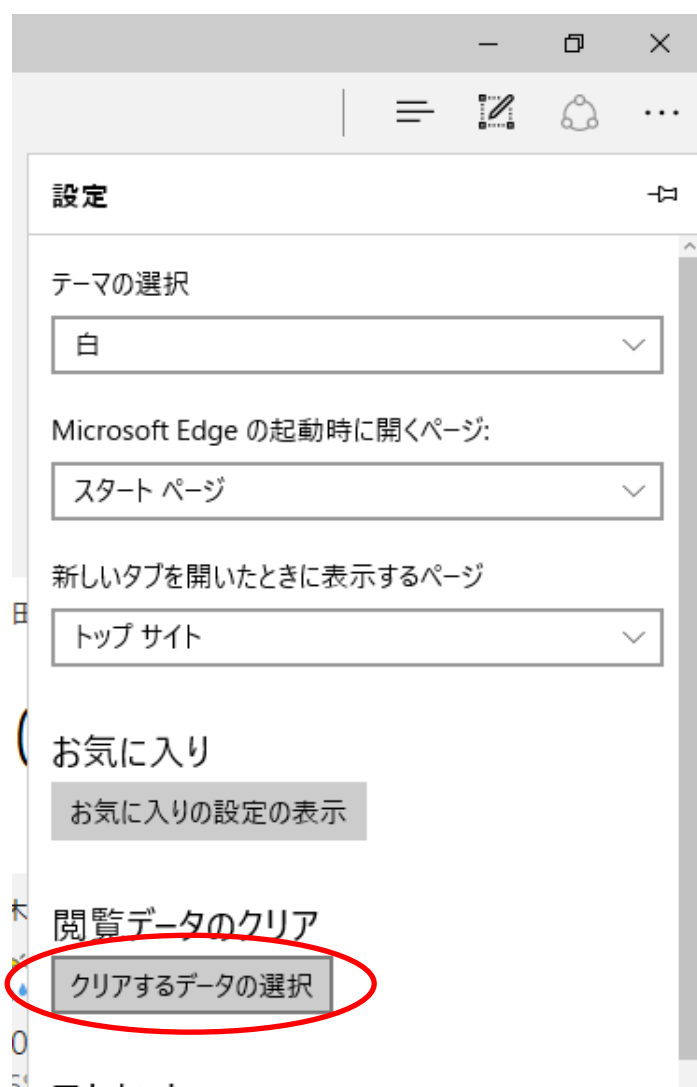 設定
テーマの選択
白
Microsoft Edge の起動時に開くページ:
スタート ページ
新しいタブを開いたときに表示するページ
トップ サイト
お気に入り
お気に入りの設定の表示
閲覧データのクリア
クリアするデータの選択